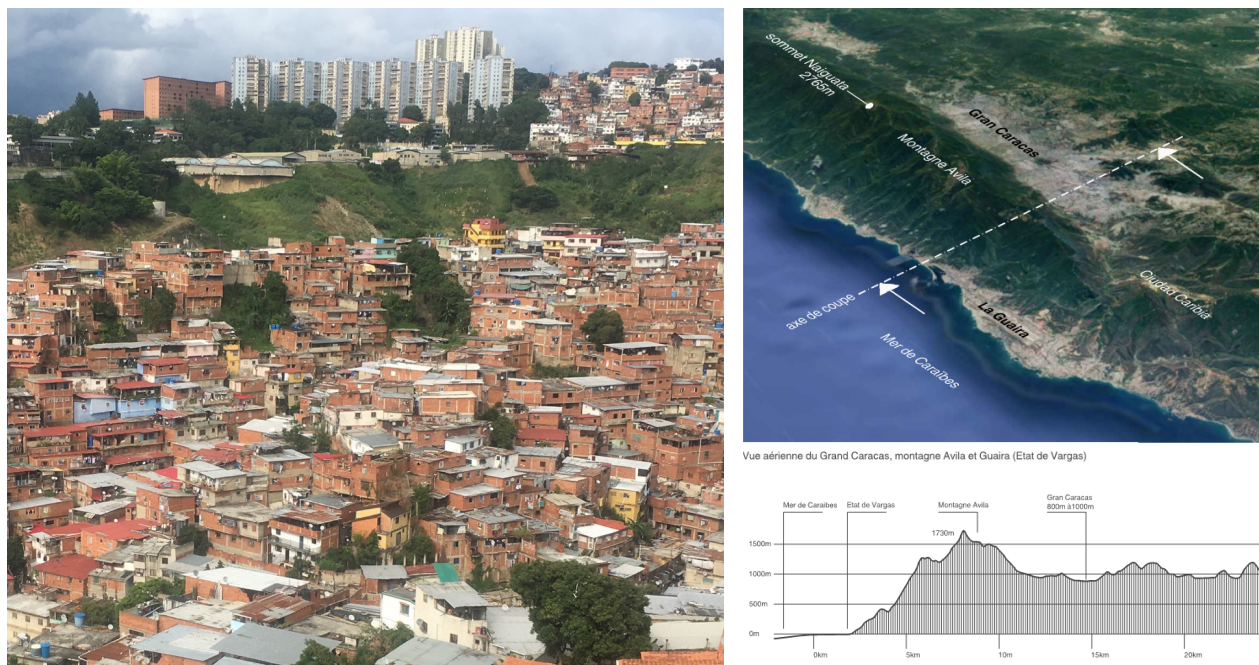 sommet Naiguata
2765m
Gran Caracas
Montagne Avila
Ciudad Caribia
axe de coupe
La Guaira
Mer de Caraïbes
Vue aérienne du Grand Caracas, montagne Avila et Guaira (Etat de Vargas)
Mer de Caraibes
Etat de Vargas
Montagne Avila
Gran Caracas
800m à1000m
1730m
1500m
1000m
500m
0m
0km
5km
10m
15km
20km